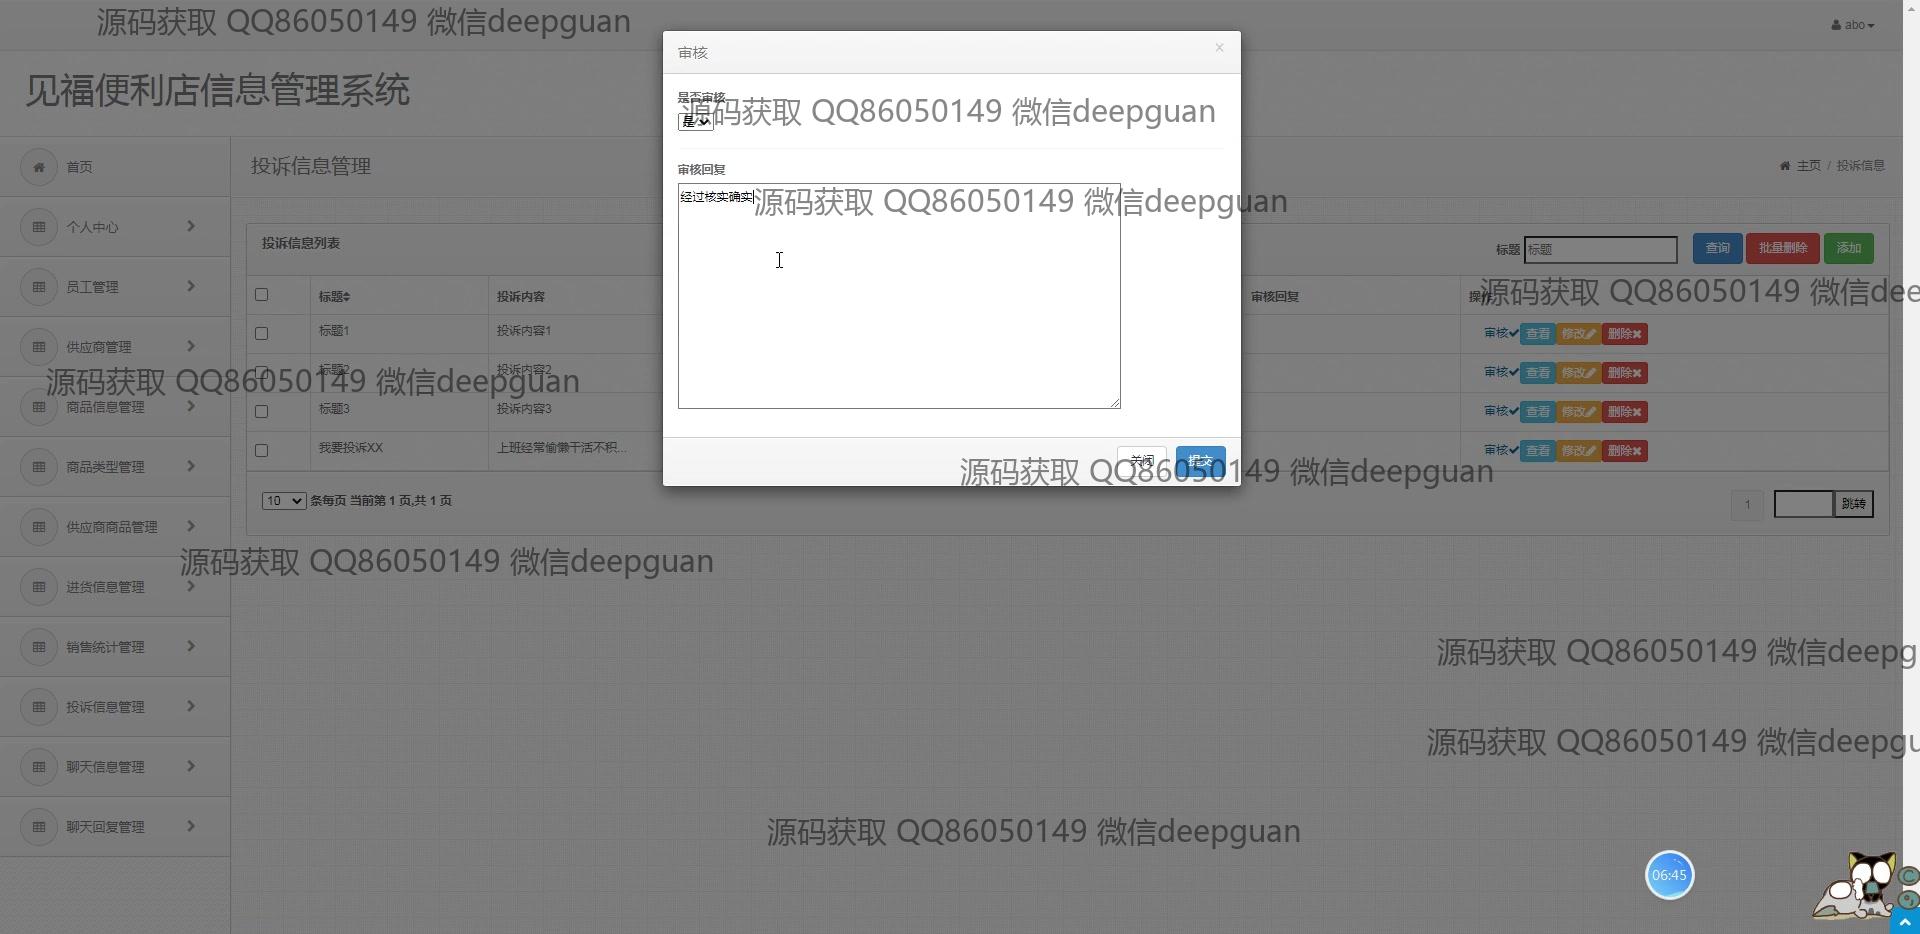 源码获取 QQ86050149 微信deepguan
abo
见福便利店信息管理系统
审核
×
是否审核
源码获取 QQ86050149 微信deepguan
是
审核回复
经过核实确实
源码获取 QQ86050149 微信deepguan
关闭
提交
源码获取 QQ86050149 微信deepguan
首页
个人中心
员工管理
供应商管理
源码获取 QQ86050149 微信deepguan
商品信息管理
商品类型管理
供应商商品管理
进货信息管理
销售统计管理
投诉信息管理
聊天信息管理
聊天回复管理
投诉信息管理
主页 / 投诉信息
投诉信息列表
标题 标题 查询 批量删除 添加
标题 投诉内容 审核回复 操作
源码获取 QQ86050149 微信dee
标题1 投诉内容1 审核 查看 修改 删除
标题2 投诉内容2 审核 查看 修改 删除
标题3 投诉内容3 审核 查看 修改 删除
我要投诉XX 上班经常偷懒干活不积... 审核 查看 修改 删除
10 条每页 当前第 1 页,共 1 页
1 跳转
源码获取 QQ86050149 微信deepguan
源码获取 QQ86050149 微信deepg
源码获取 QQ86050149 微信deepgu
源码获取 QQ86050149 微信deepguan
06:45